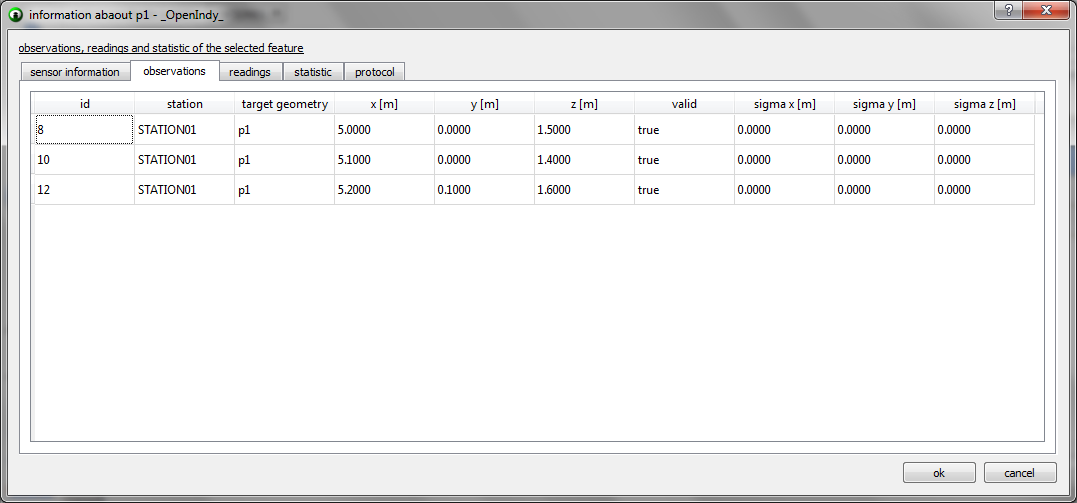 information abaout p1 - _OpenIndy_
?
observations, readings and statistic of the selected feature
sensor information observations readings statistic protocol
id station target geometry x [m] y [m] z [m] valid sigma x [m] sigma y [m] sigma z [m]
8 STATION01 p1 5.0000 0.0000 1.5000 true 0.0000 0.0000 0.0000
10 STATION01 p1 5.1000 0.0000 1.4000 true 0.0000 0.0000 0.0000
12 STATION01 p1 5.2000 0.1000 1.6000 true 0.0000 0.0000 0.0000
ok cancel